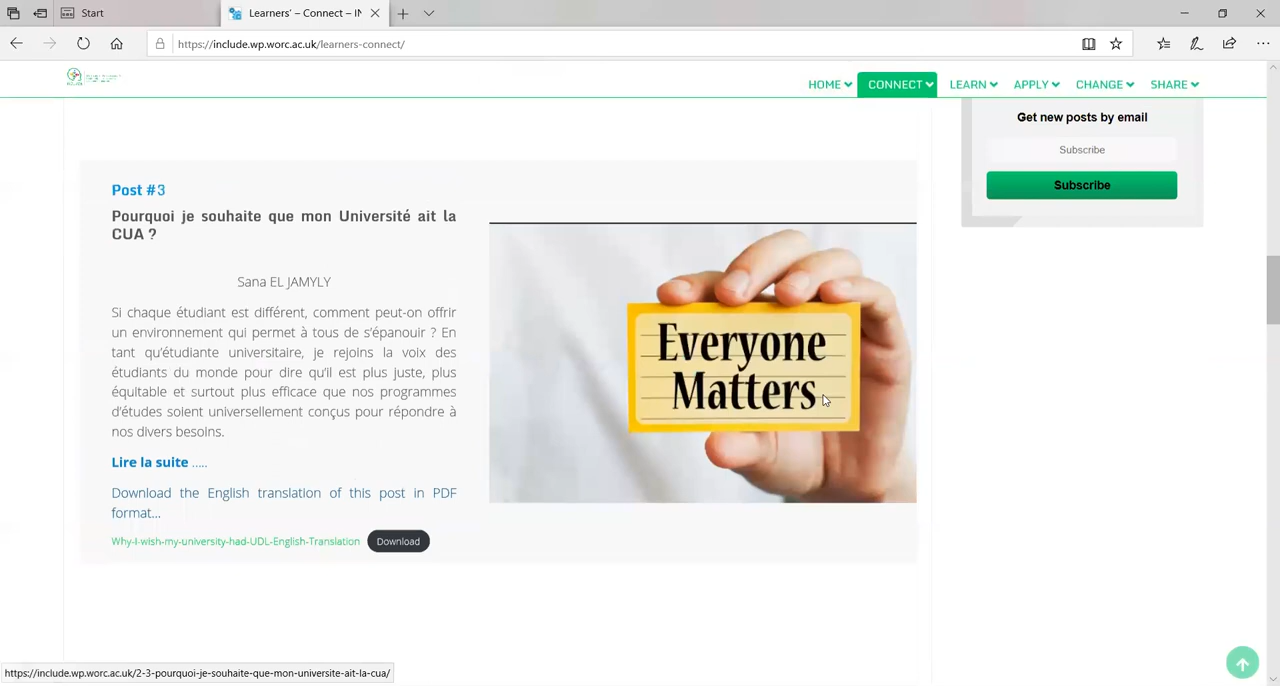 Start
Learners' – Connect – IN
https://include.wp.worc.ac.uk/learners-connect/
HOME
CONNECT
LEARN
APPLY
CHANGE
SHARE
Get new posts by email
Subscribe
Subscribe
Post #3
Pourquoi je souhaite que mon Université ait la
CUA ?
Sana EL JAMYLY
Si chaque étudiant est différent, comment peut-on offrir
un environnement qui permet à tous de s'épanouir ? En
tant qu'étudiante universitaire, je rejoins la voix des
étudiants du monde pour dire qu'il est plus juste, plus
équitable et surtout plus efficace que nos programmes
d'études soient universellement conçus pour répondre à
nos divers besoins.
Lire la suite .....
Download the English translation of this post in PDF
format...
Why-I-wish-my-university-had-UDL-English-Translation
Download
Everyone
Matters
https://include.wp.worc.ac.uk/2-3-pourquoi-je-souhaite-que-mon-universite-ait-la-cua/